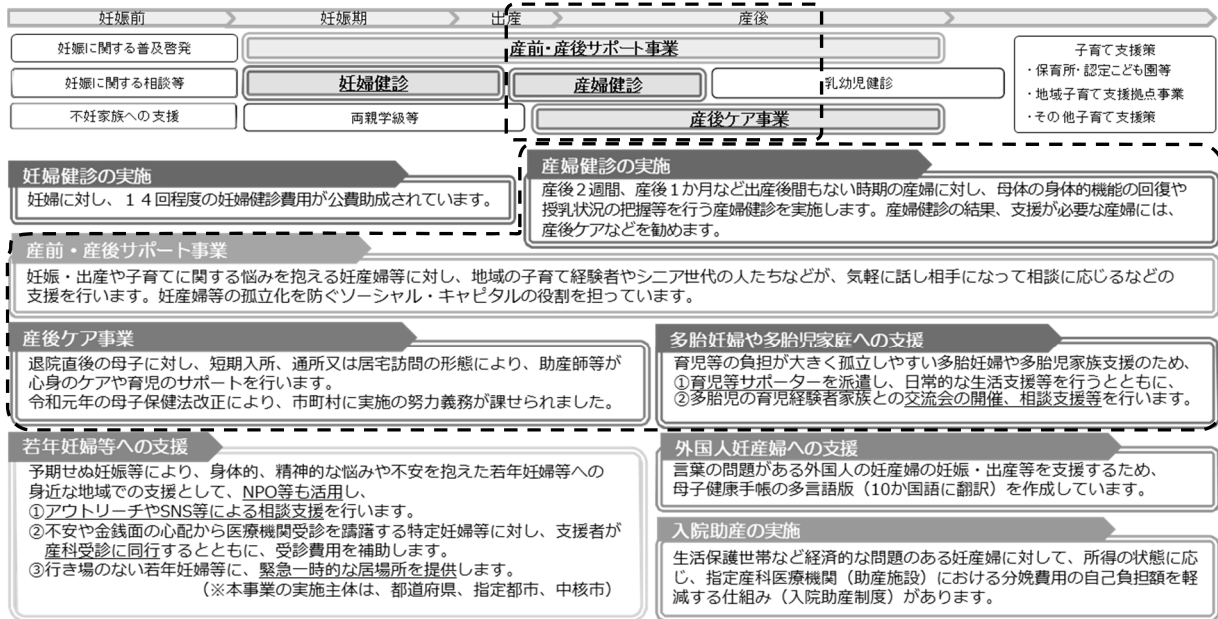 妊娠前
妊娠期
出産
産後
妊娠に関する普及啓発
妊娠に関する相談等
不妊家族への支援
産前・産後サポート事業
妊婦健診
産婦健診
乳幼児健診
両親学級等
産後ケア事業
子育て支援策
・保育所・認定こども園等
・地域子育て支援拠点事業
・その他子育て支援策
妊婦健診の実施
妊婦に対し、１４回程度の妊婦健診費用が公費助成されています。
産婦健診の実施
産後２週間、産後１か月など出産後間もない時期の産婦に対し、母体の身体的機能の回復や
授乳状況の把握等を行う産婦健診を実施します。産婦健診の結果、支援が必要な産婦には、
産後ケアなどを勧めます。
産前・産後サポート事業
妊娠・出産や子育てに関する悩みを抱える妊産婦等に対し、地域の子育て経験者やシニア世代の人たちなどが、気軽に話し相手になって相談に応じるなどの
支援を行います。妊産婦等の孤立化を防ぐソーシャル・キャピタルの役割を担っています。
産後ケア事業
退院直後の母子に対し、短期入所、通所又は居宅訪問の形態により、助産師等が
心身のケアや育児のサポートを行います。
令和元年の母子保健法改正により、市町村に実施の努力義務が課せられました。
多胎妊婦や多胎児家庭への支援
育児等の負担が大きく孤立しやすい多胎妊婦や多胎児家族支援のため、
①育児等サポーターを派遣し、日常的な生活支援等を行うとともに、
②多胎児の育児経験者家族との交流会の開催、相談支援等を行います。
若年妊婦等への支援
予期せぬ妊娠等により、身体的、精神的な悩みや不安を抱えた若年妊婦等への
身近な地域での支援として、NPO等も活用し、
①アウトリーチやSNS等による相談支援を行います。
②不安や金銭面の心配から医療機関受診を躊躇する特定妊婦等に対し、支援者が
産科受診に同行するとともに、受診費用を補助します。
③行き場のない若年妊婦等に、緊急一時的な居場所を提供します。
（※本事業の実施主体は、都道府県、指定都市、中核市）
外国人妊産婦への支援
言葉の問題がある外国人の妊産婦の妊娠・出産等を支援するため、
母子健康手帳の多言語版（10か国語に翻訳）を作成しています。
入院助産の実施
生活保護世帯など経済的な問題のある妊産婦に対して、所得の状態に応
じ、指定産科医療機関（助産施設）における分娩費用の自己負担額を軽
減する仕組み（入院助産制度）があります。